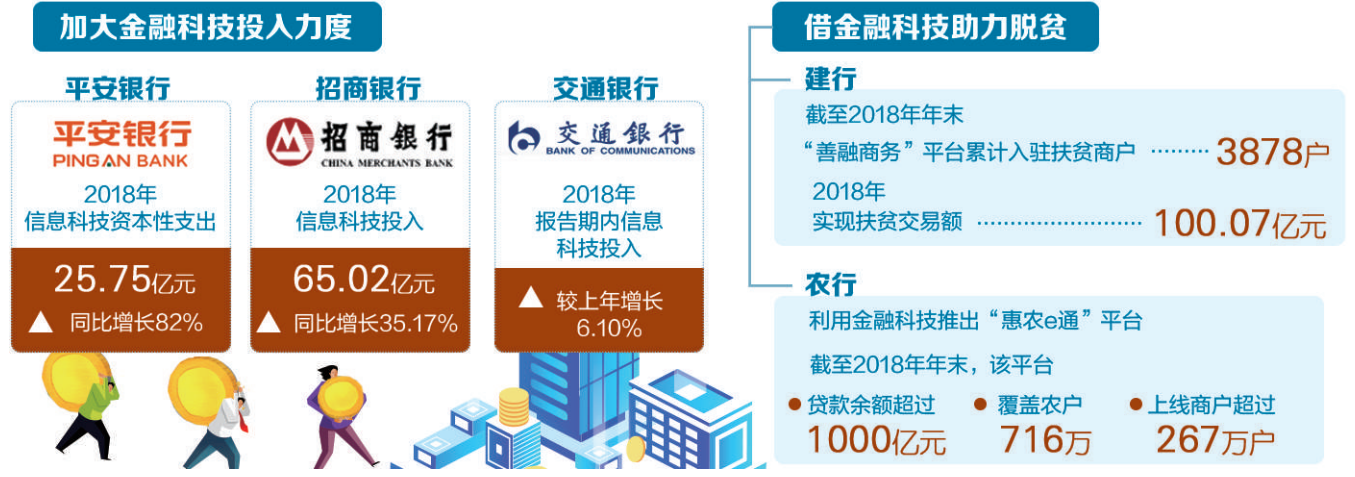 加大金融科技投入力度
平安银行
平安银行
PING AN BANK
2018年
信息科技资本性支出
25.75亿元
同比增长82%
招商银行
招商銀行
CHINA MERCHANTS BANK
2018年
信息科技投入
65.02亿元
同比增长35.17%
交通银行
交通銀行
BANK OF COMMUNICATIONS
2018年
报告期内信息
科技投入
较上年增长
6.10%
借金融科技助力脱贫
建行
截至2018年年末
“善融商务”平台累计入驻扶贫商户 ……… 3878户
2018年
实现扶贫交易额 …………………… 100.07亿元
农行
利用金融科技推出“惠农e通”平台
截至2018年年末，该平台
贷款余额超过
1000亿元
覆盖农户
716万
上线商户超过
267万户